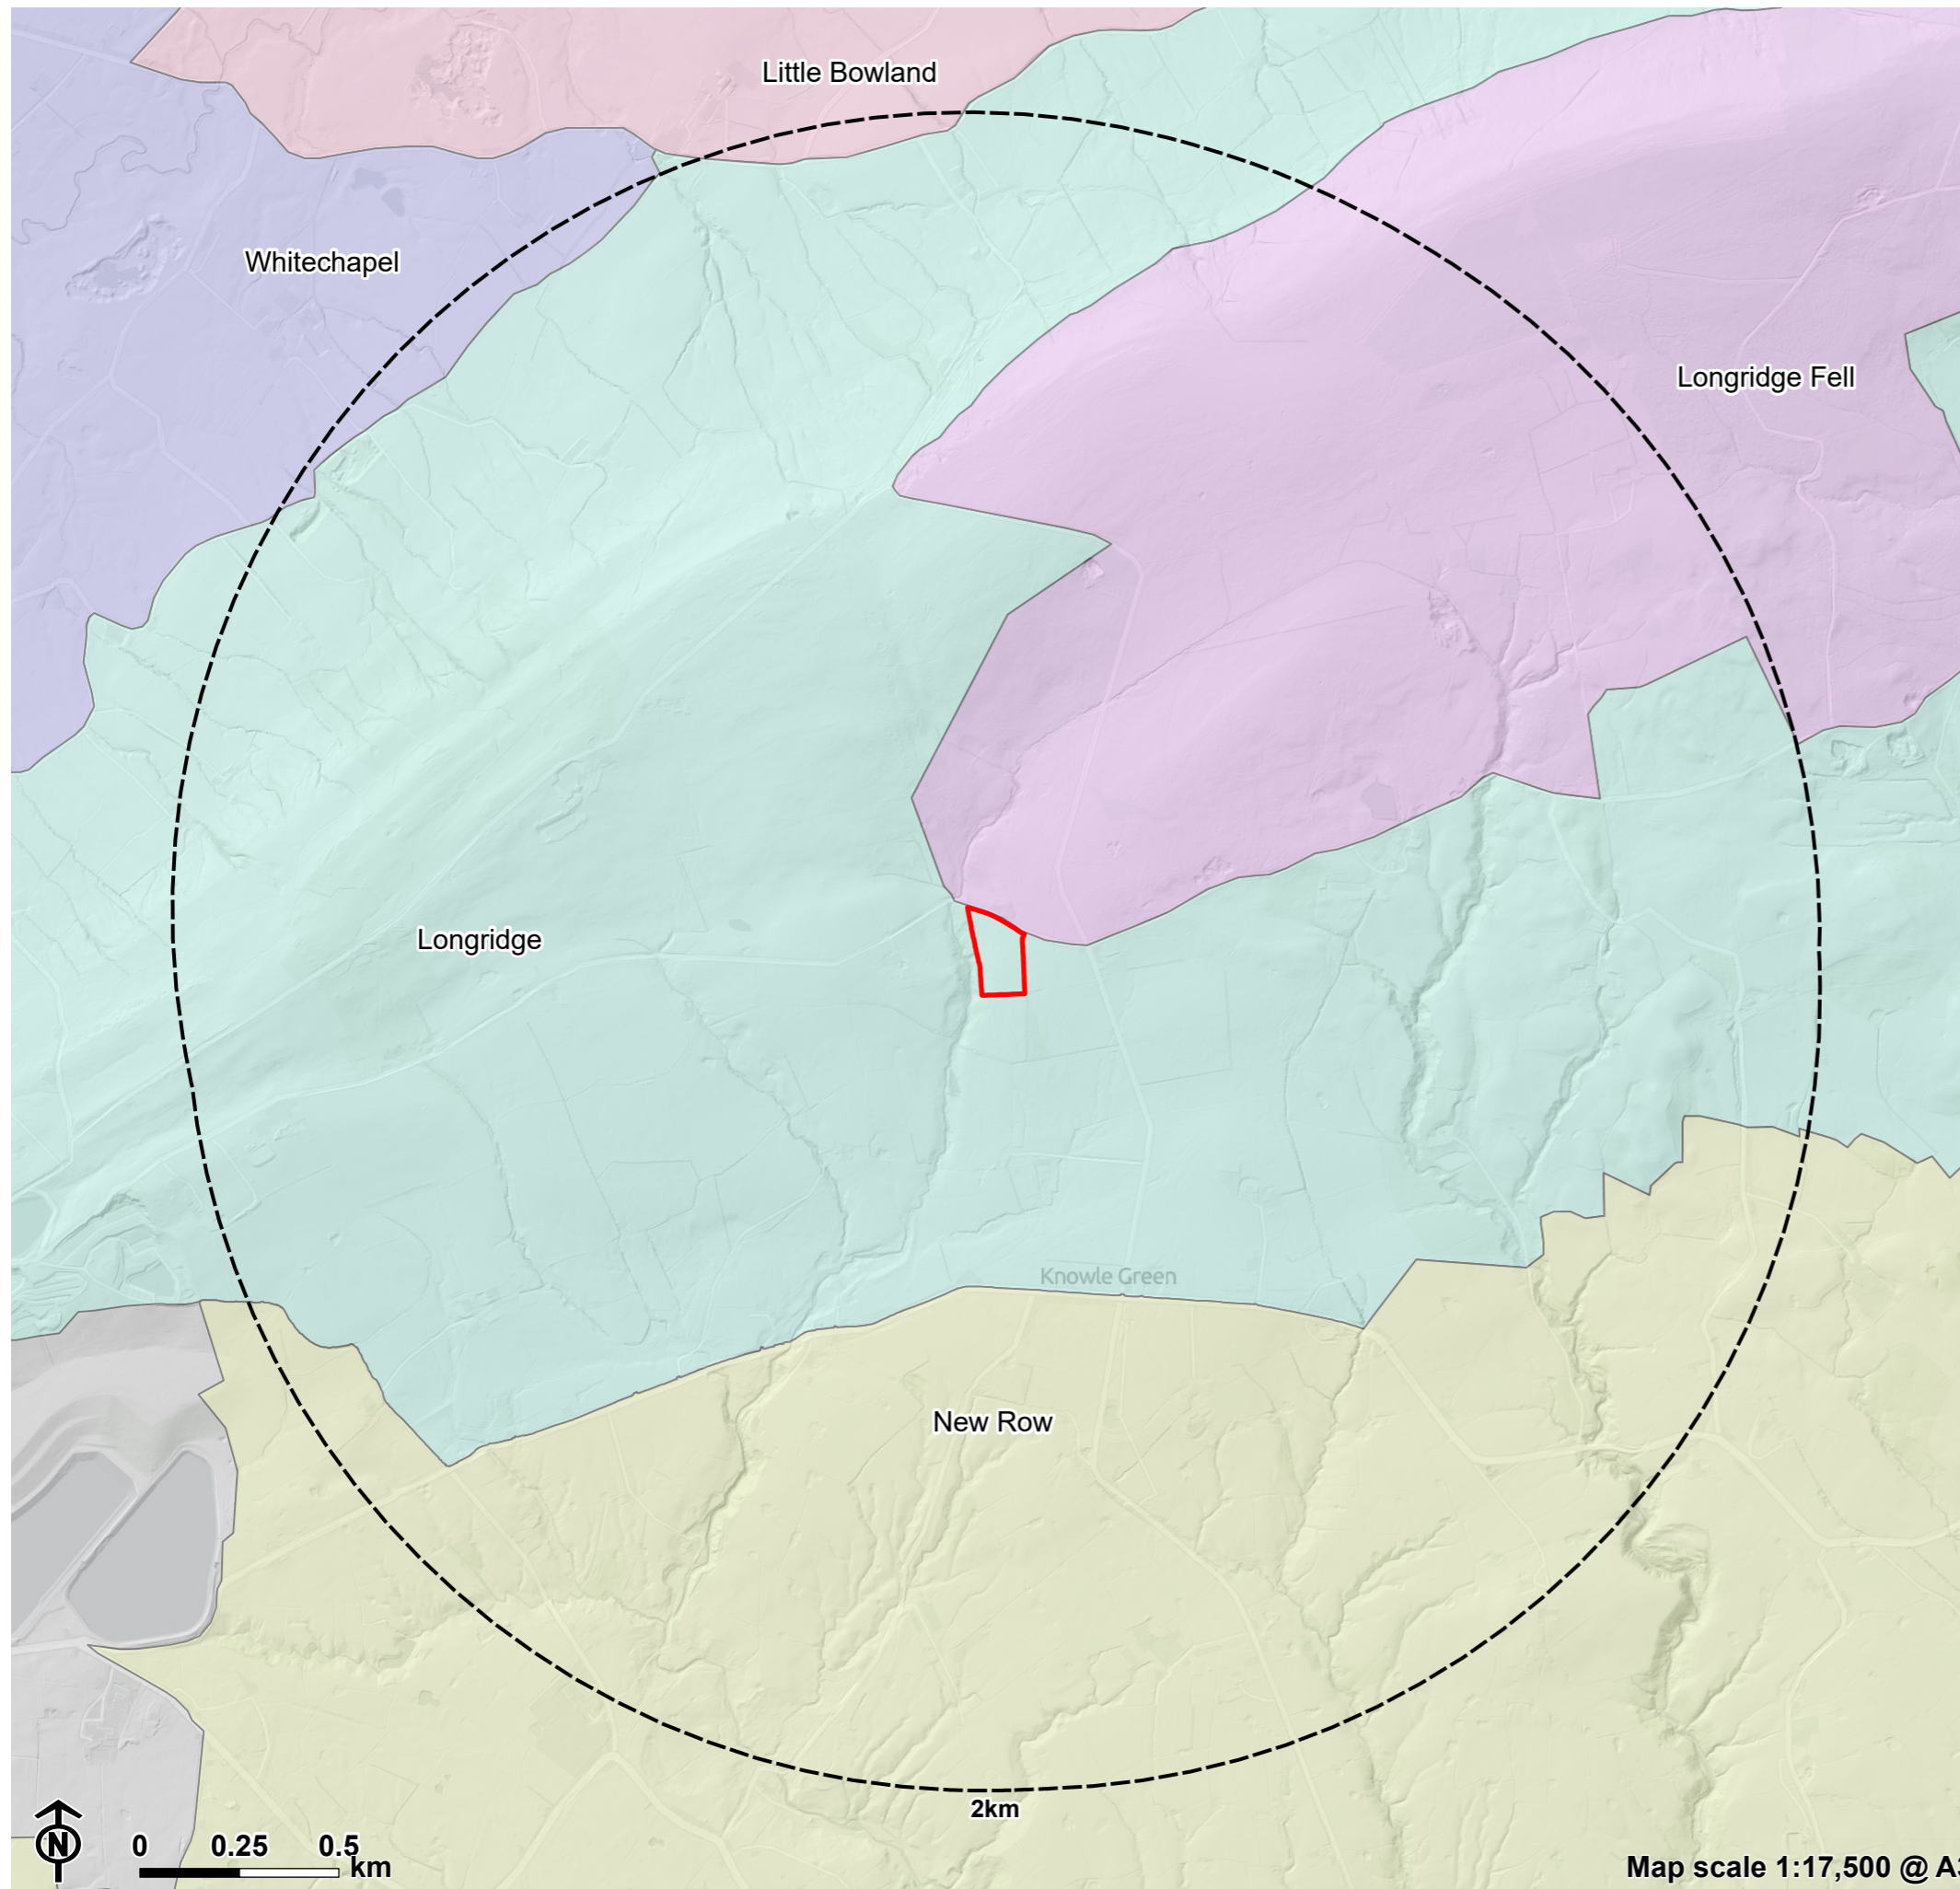 Little Bowland
Whitechapel
Longridge Fell
Longridge
Knowle Green
New Row
2km
N
0 0.25 0.5
km
Map scale 1:17,500 @ A3